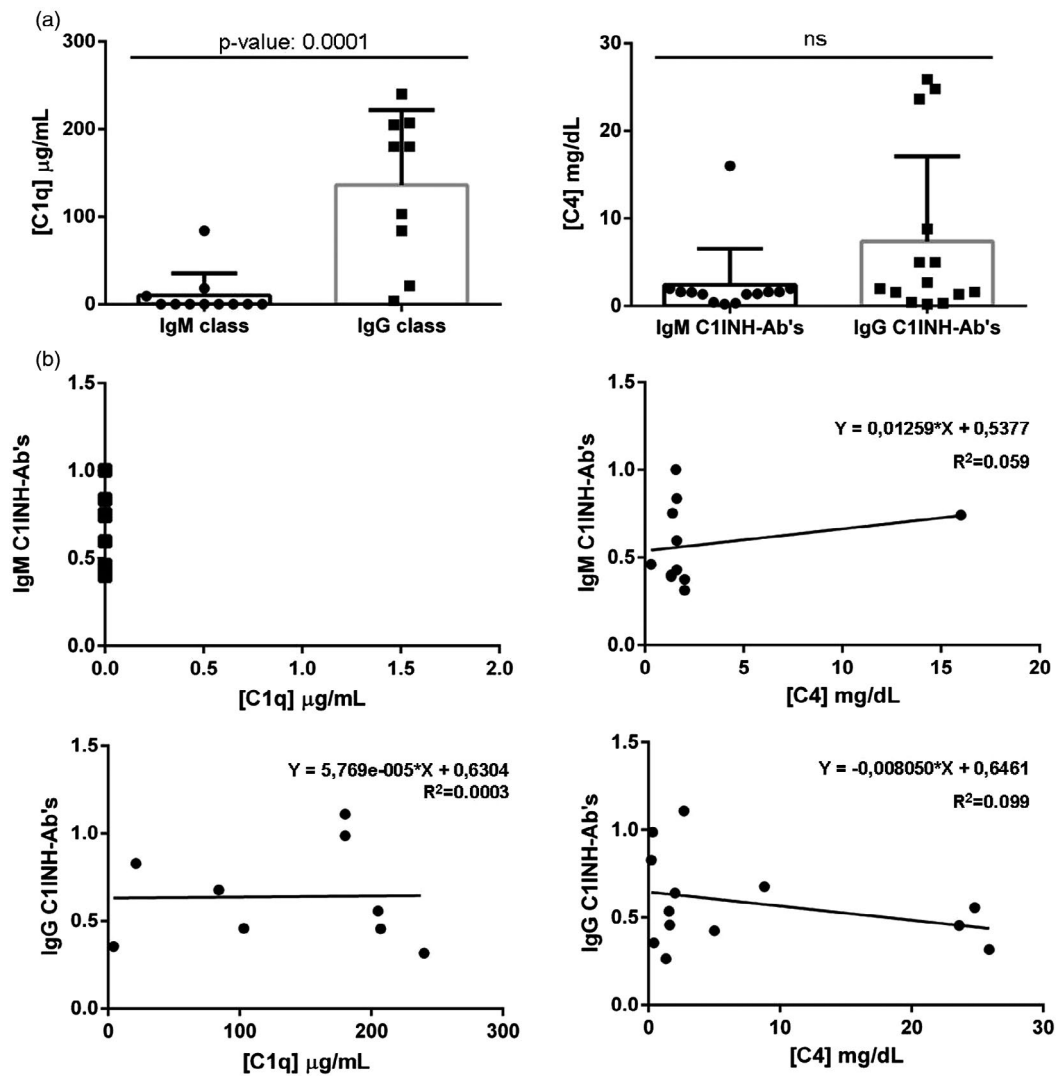 (a)
p-value: 0.0001
300
200
100
0
[C1q] μg/mL
IgM class
IgG class
ns
30
20
10
0
[C4] mg/dL
IgM C1INH-Ab's
IgG C1INH-Ab's
(b)
1.5
1.0
0.5
0.0
IgM C1INH-Ab's
0.0 0.5 1.0 1.5 2.0
[C1q] μg/mL
Y = 0,01259*X + 0,5377
R²=0.059
1.5
1.0
0.5
0.0
IgM C1INH-Ab's
0 5 10 15 20
[C4] mg/dL
Y = 5,769e-005*X + 0,6304
R²=0.0003
1.5
1.0
0.5
0.0
IgG C1INH-Ab's
0 100 200 300
[C1q] μg/mL
Y = -0,008050*X + 0,6461
R²=0.099
1.5
1.0
0.5
0.0
IgG C1INH-Ab's
0 10 20 30
[C4] mg/dL